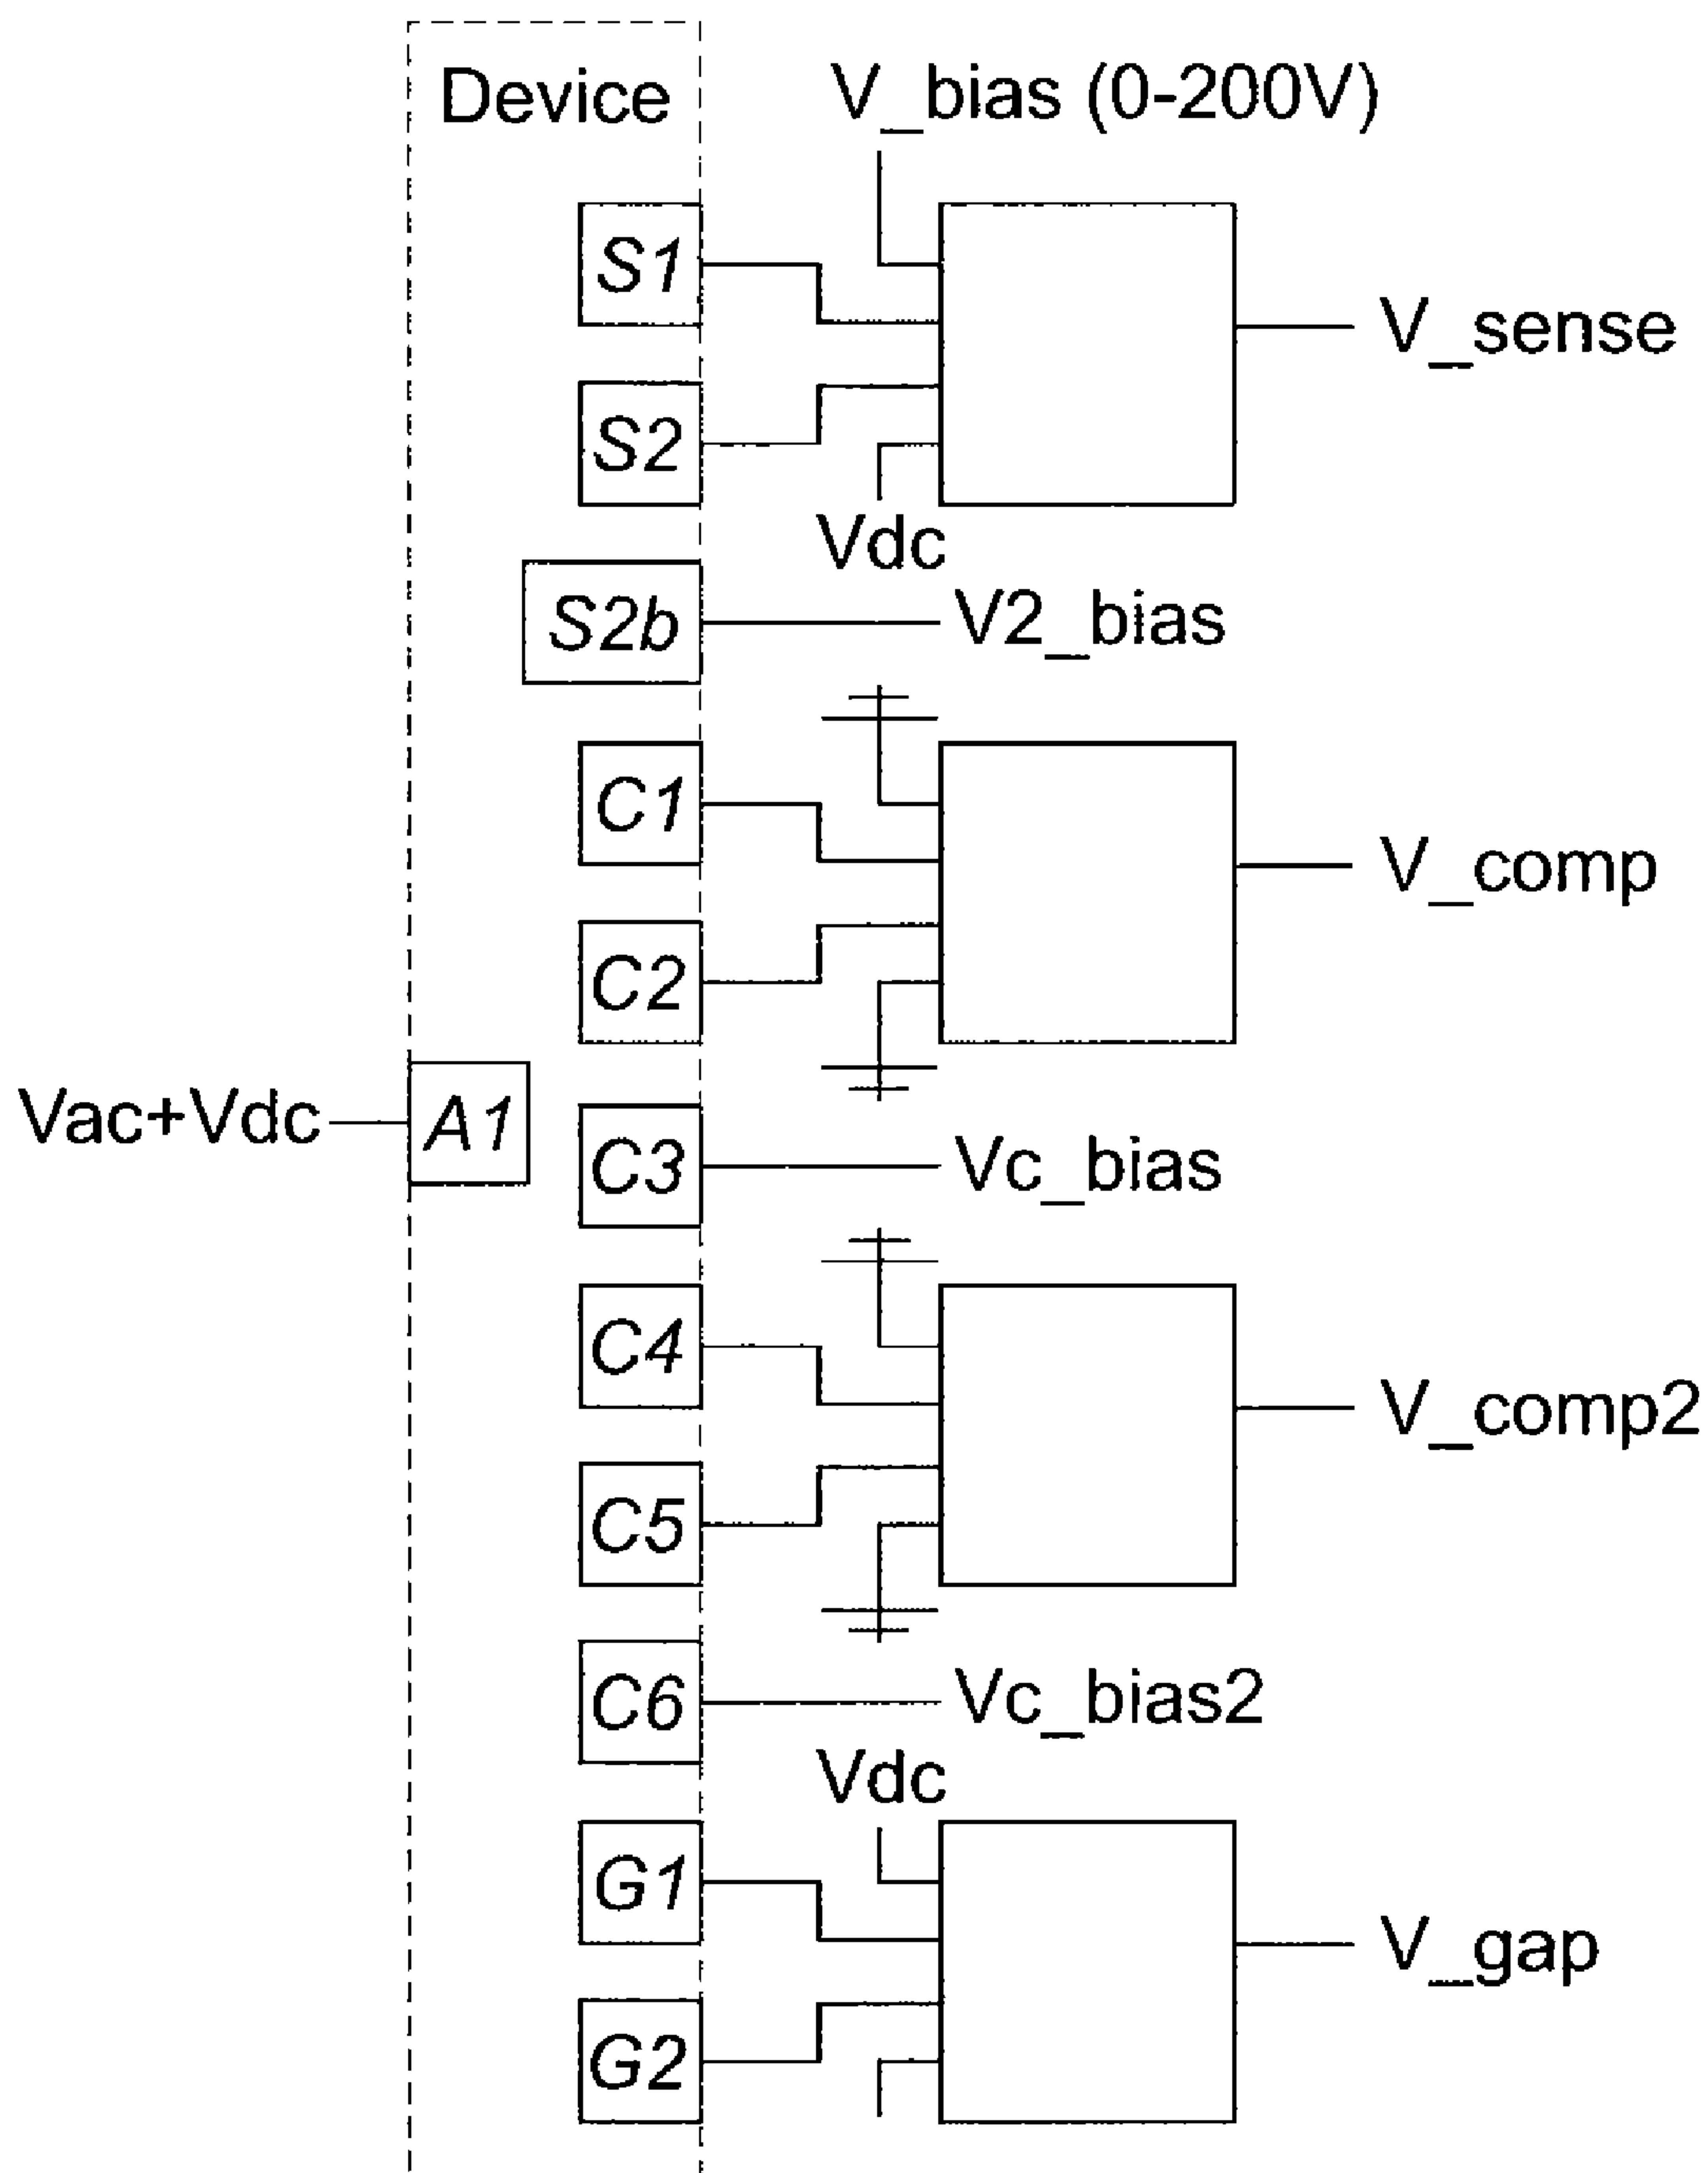 Device
V_bias (0-200V)
S1
V_sense
S2
Vdc
S2b
V2_bias
C1
V_comp
C2
Vac+Vdc
A1
C3
Vc_bias
C4
V_comp2
C5
C6
Vc_bias2
Vdc
G1
V_gap
G2